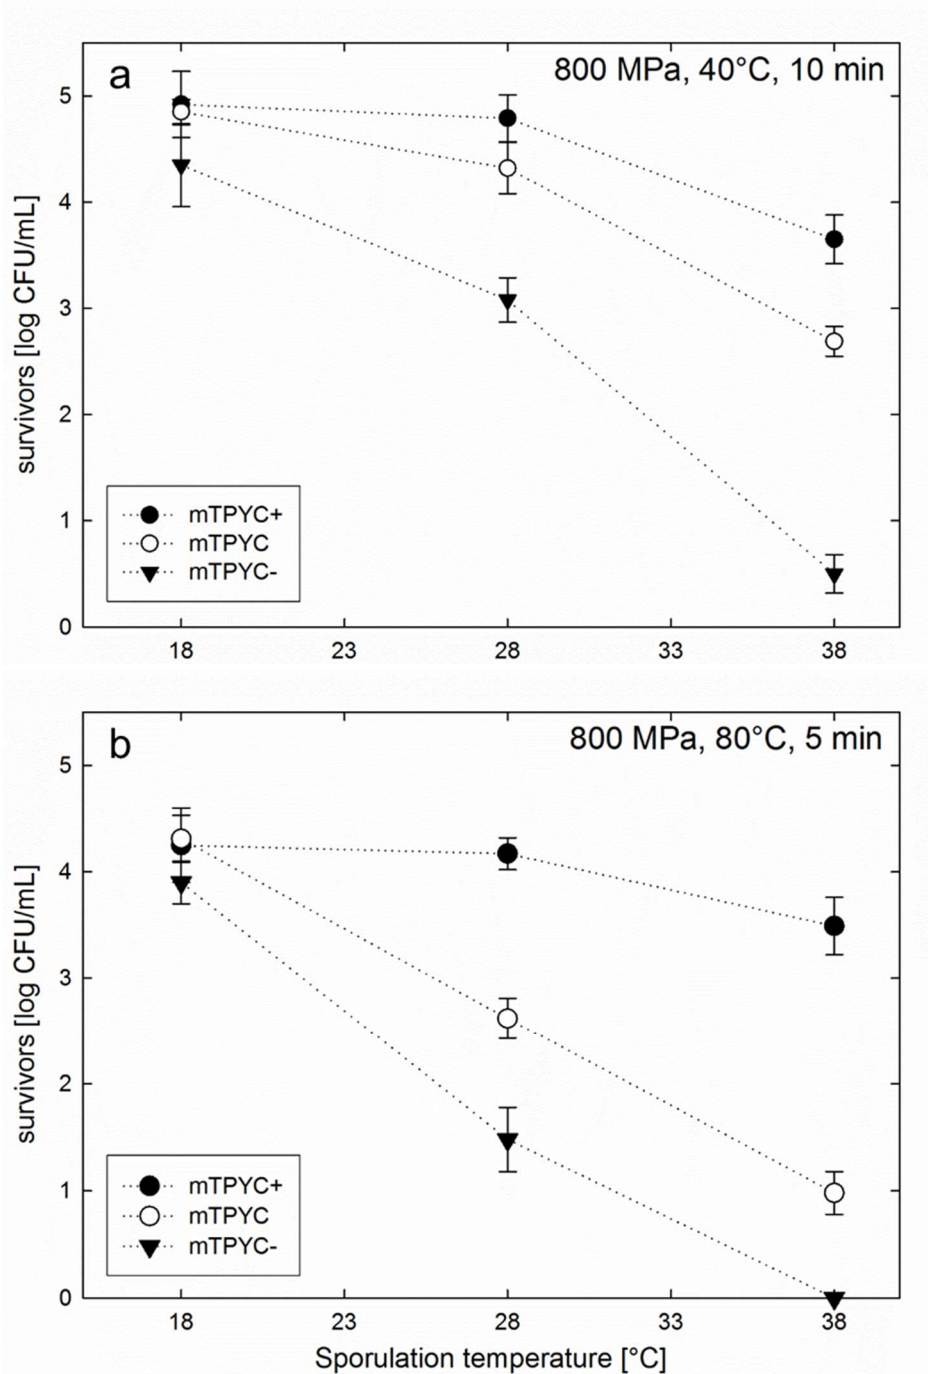 a
800 MPa, 40°C, 10 min
5
4
3
2
1
0
survivors [log CFU/mL]
mTPYC+
mTPYC
mTPYC-
18
23
28
33
38
b
800 MPa, 80°C, 5 min
5
4
3
2
1
0
survivors [log CFU/mL]
mTPYC+
mTPYC
mTPYC-
18
23
28
33
38
Sporulation temperature [°C]